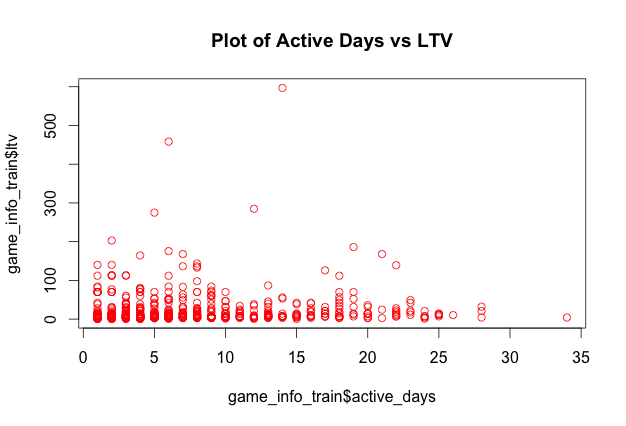 Plot of Active Days vs LTV
game_info_train$ltv
500
300
100
0
0 5 10 15 20 25 30 35
game_info_train$active_days